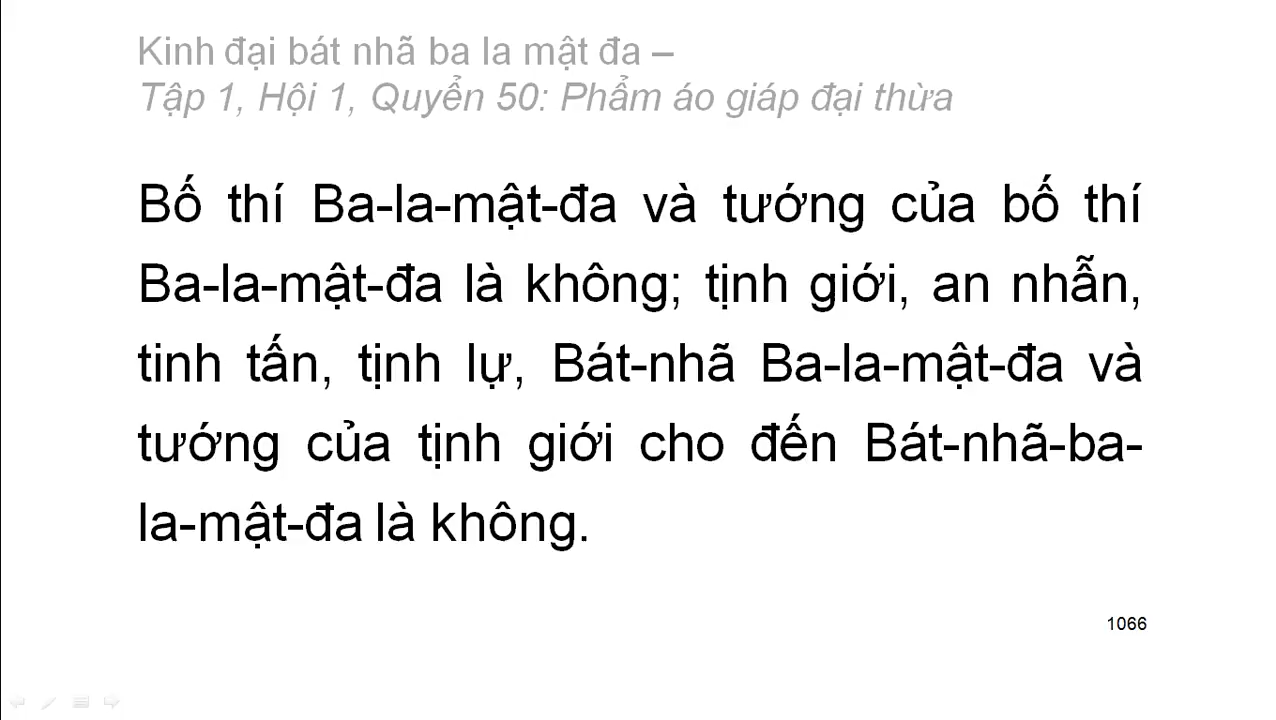 Kinh đại bát nhã ba la mật đa –
Tập 1, Hội 1, Quyển 50: Phẩm áo giáp đại thừa
Bố thí Ba-la-mật-đa và tướng của bố thí
Ba-la-mật-đa là không; tịnh giới, an nhẫn,
tinh tấn, tịnh lự, Bát-nhã Ba-la-mật-đa và
tướng của tịnh giới cho đến Bát-nhã-ba-
la-mật-đa là không.
1066